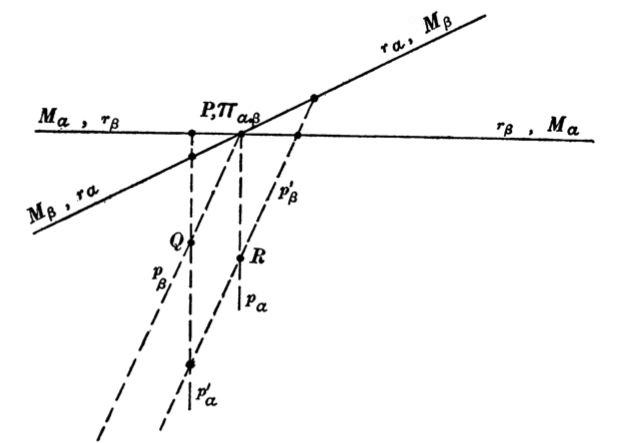 rα, Mβ
Mα , rβ
P,Παβ
rβ , Mα
Mβ , rα
p′β
Q
R
pβ
pα
p′α